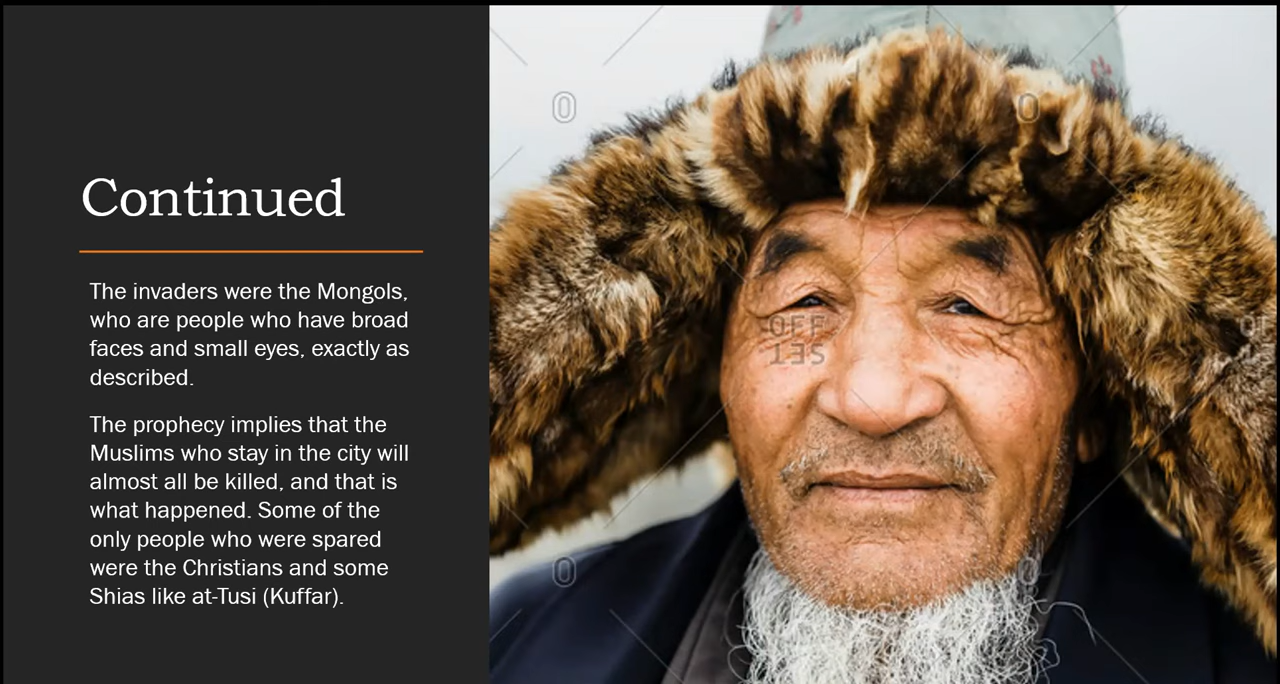 Continued
The invaders were the Mongols,
who are people who have broad
faces and small eyes, exactly as
described.
The prophecy implies that the
Muslims who stay in the city will
almost all be killed, and that is
what happened. Some of the
only people who were spared
were the Christians and some
Shias like at-Tusi (Kuffar).
OFF
SET